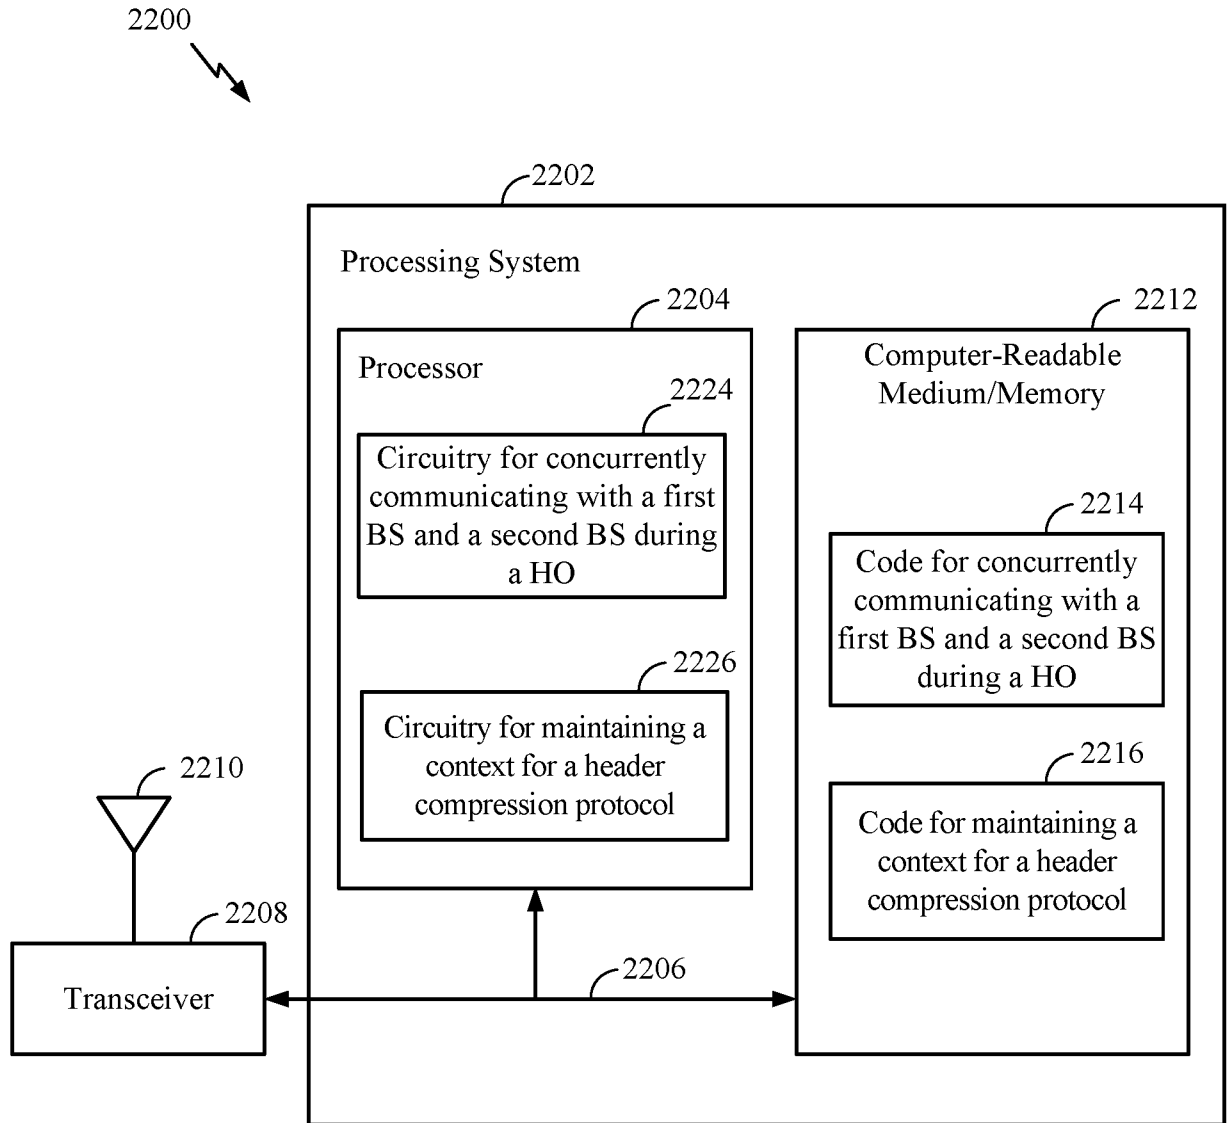 2200
2202
Processing System
2204
2212
Processor
Computer-Readable
Medium/Memory
2224
Circuitry for concurrently
communicating with a first
BS and a second BS during
a HO
2214
Code for concurrently
communicating with a
first BS and a second BS
during a HO
2226
Circuitry for maintaining a
context for a header
compression protocol
2216
Code for maintaining a
context for a header
compression protocol
2210
2208
Transceiver
2206